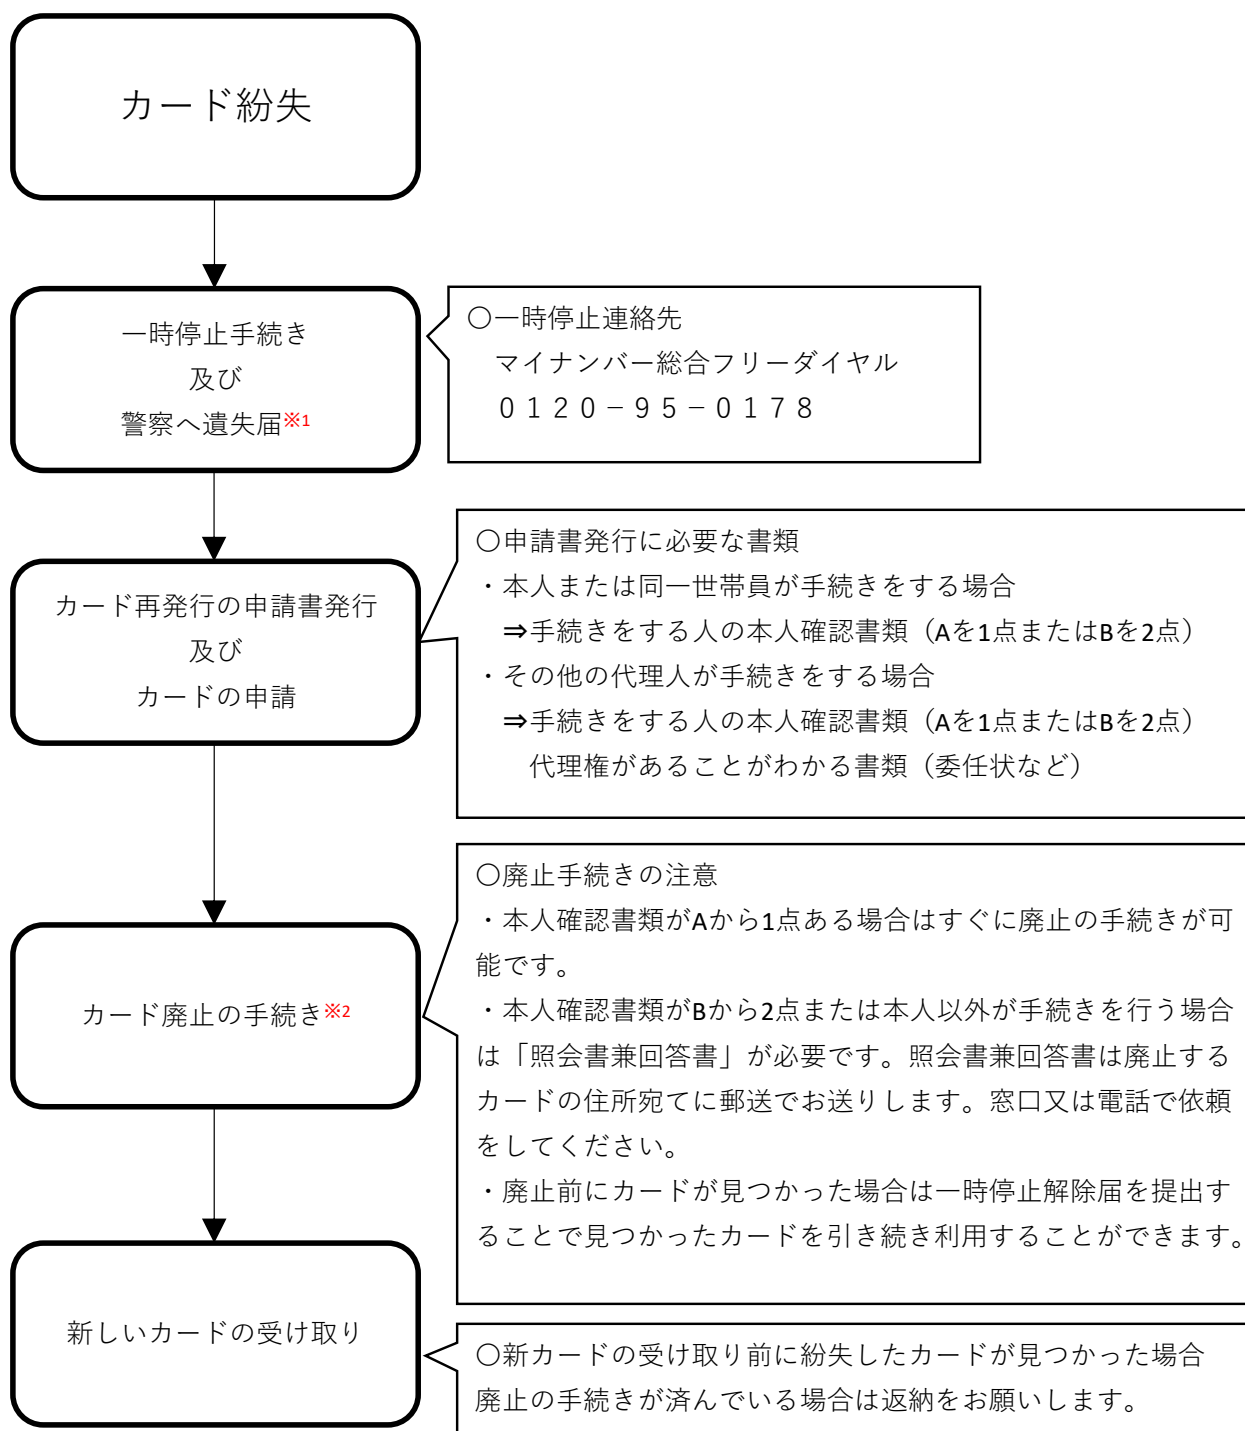 カード紛失
一時停止手続き
及び
警察へ遺失届※1
〇一時停止連絡先
マイナンバー総合フリーダイヤル
０１２０－９５－０１７８
カード再発行の申請書発行
及び
カードの申請
〇申請書発行に必要な書類
・本人または同一世帯員が手続きをする場合
⇒手続きをする人の本人確認書類（Aを1点またはBを2点）
・その他の代理人が手続きをする場合
⇒手続きをする人の本人確認書類（Aを1点またはBを2点）
代理権があることがわかる書類（委任状など）
カード廃止の手続き※2
〇廃止手続きの注意
・本人確認書類がAから1点ある場合はすぐに廃止の手続きが可
能です。
・本人確認書類がBから2点または本人以外が手続きを行う場合
は「照会書兼回答書」が必要です。照会書兼回答書は廃止する
カードの住所宛てに郵送でお送りします。窓口又は電話で依頼
をしてください。
・廃止前にカードが見つかった場合は一時停止解除届を提出す
ることで見つかったカードを引き続き利用することができます。
新しいカードの受け取り
〇新カードの受け取り前に紛失したカードが見つかった場合
廃止の手続きが済んでいる場合は返納をお願いします。